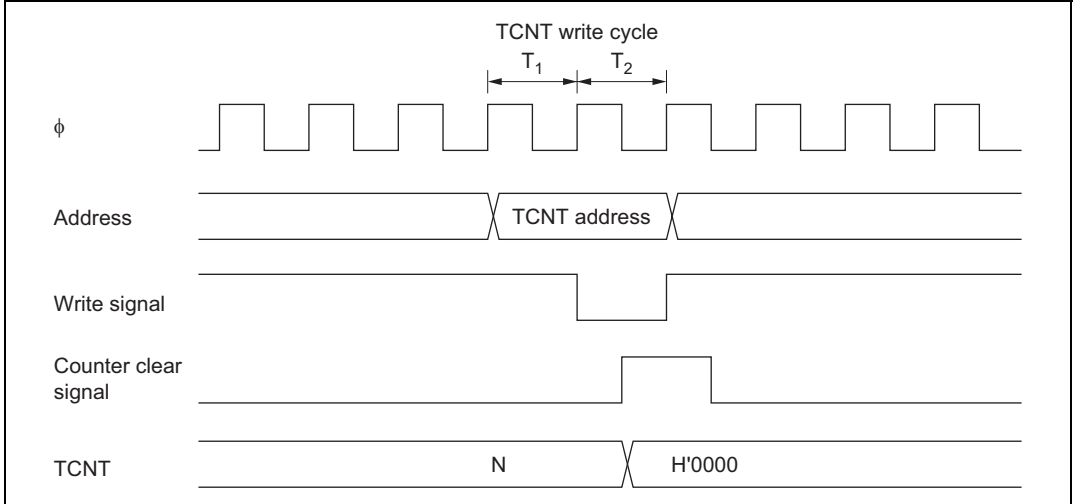 TCNT write cycle
T1 T2
ϕ
Address
TCNT address
Write signal
Counter clear
signal
TCNT
N
H'0000